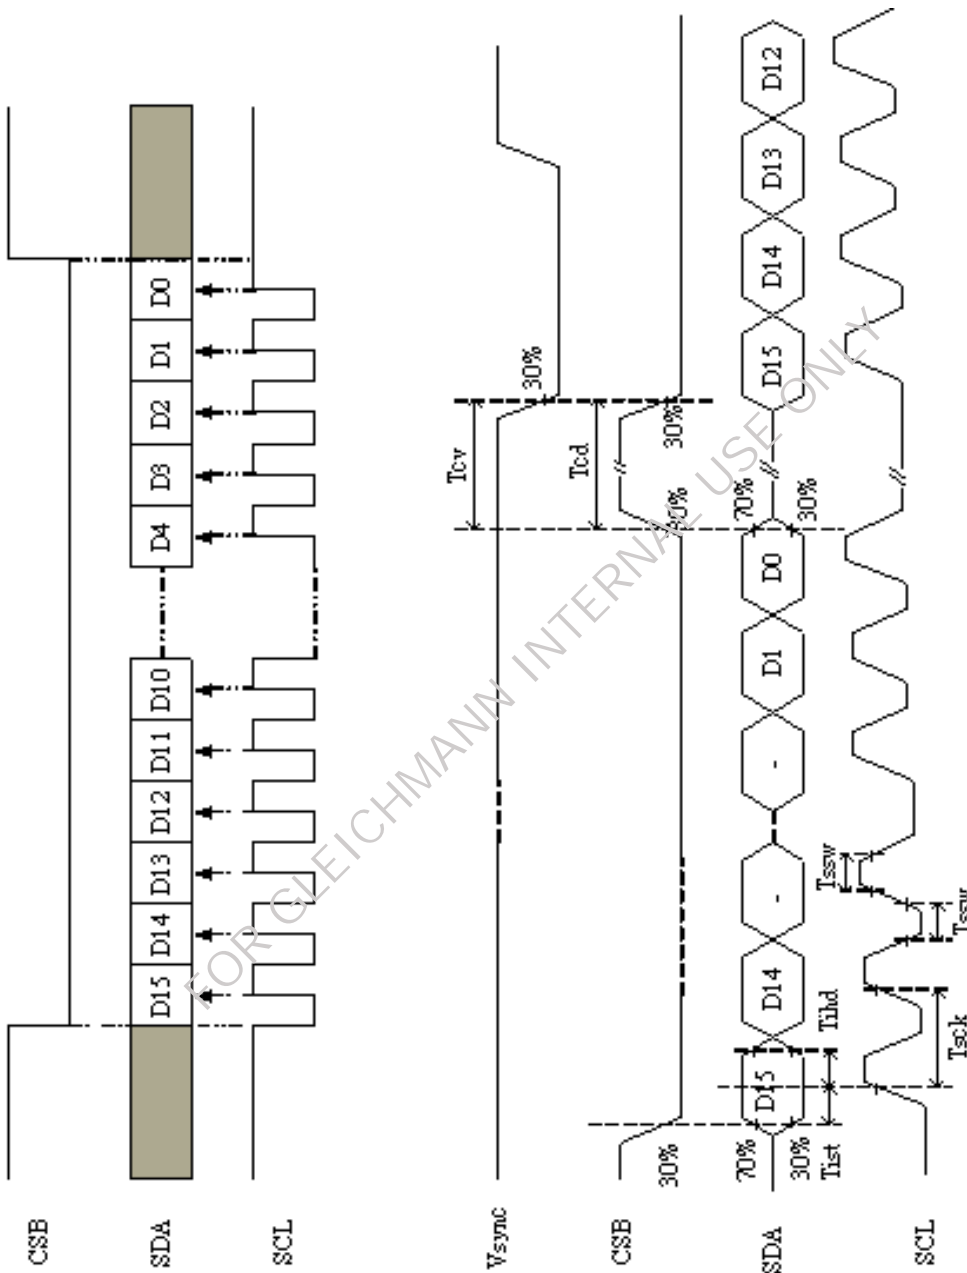 CSB
SDA
D15 D14 D13 D12 D11 D10 D4 D3 D2 D1 D0
SCL
Vsync
Tcv
30%
CSB
30%
Tcd
30%
30%
SDA
70%
30%
D15 D14 - - D1 D0
70%
30%
D15 D14 D13 D12
Tist
Tihd
Tssw
SCL
Tsck
Tssw
FOR GLEICHMANN INTERNAL USE ONLY